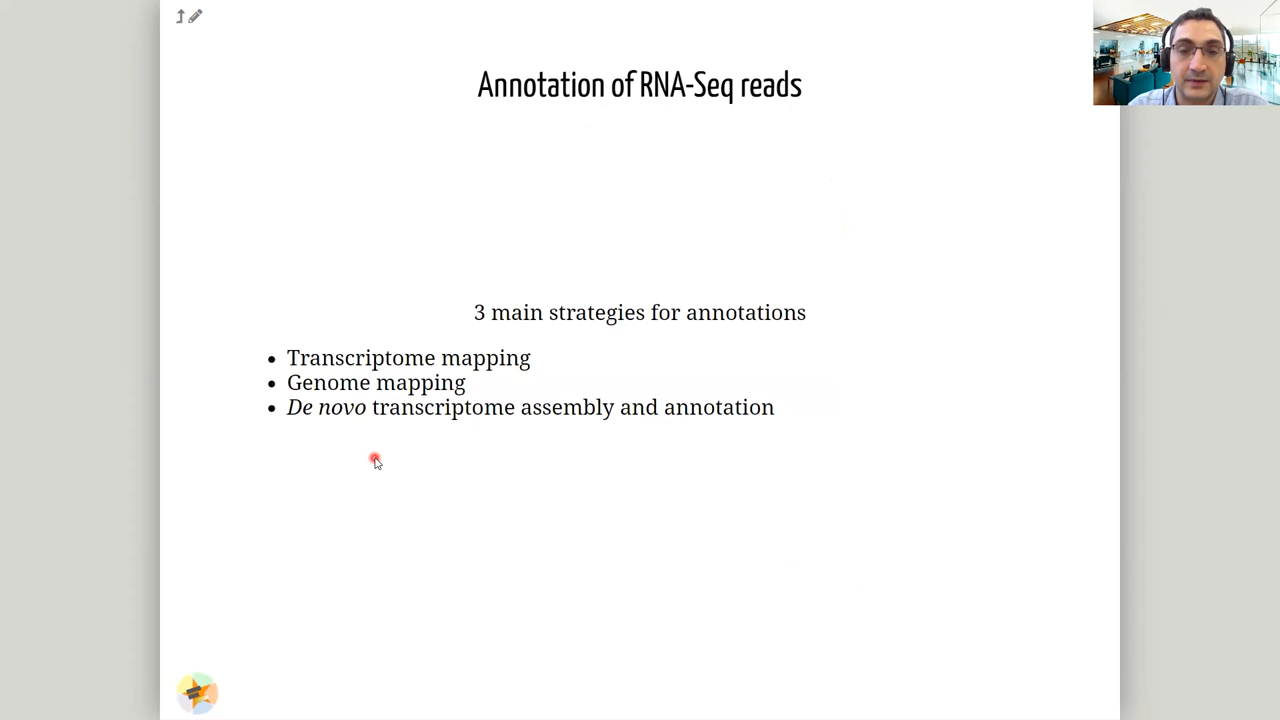 Annotation of RNA-Seq reads
3 main strategies for annotations
Transcriptome mapping
Genome mapping
De novo transcriptome assembly and annotation